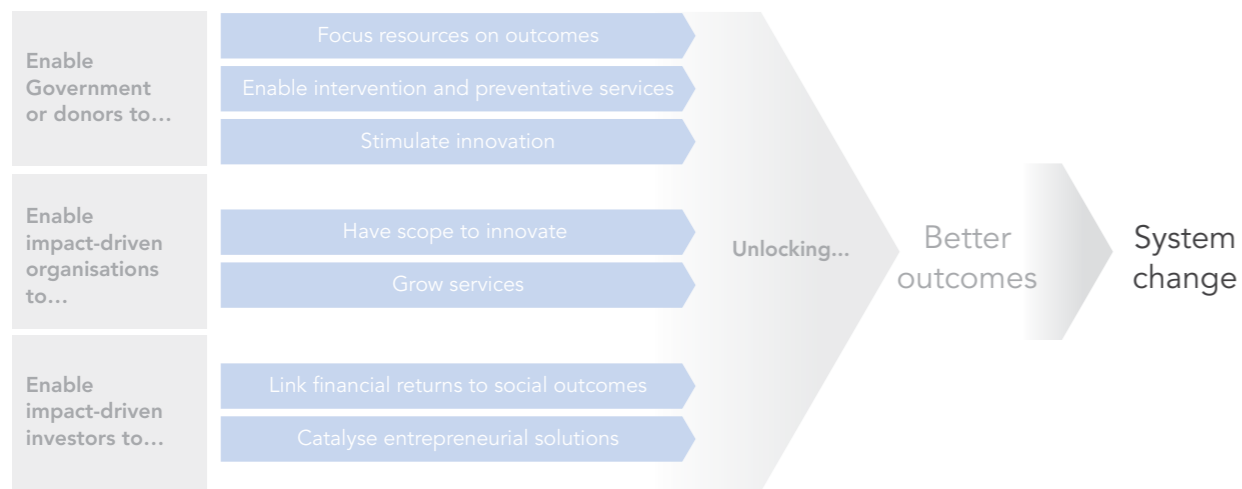 Enable
Government
or donors to…
Focus resources on outcomes
Enable intervention and preventative services
Stimulate innovation
Enable
impact-driven
organisations
to…
Have scope to innovate
Grow services
Enable
impact-driven
investors to…
Link financial returns to social outcomes
Catalyse entrepreneurial solutions
Unlocking...
Better
outcomes
System
change